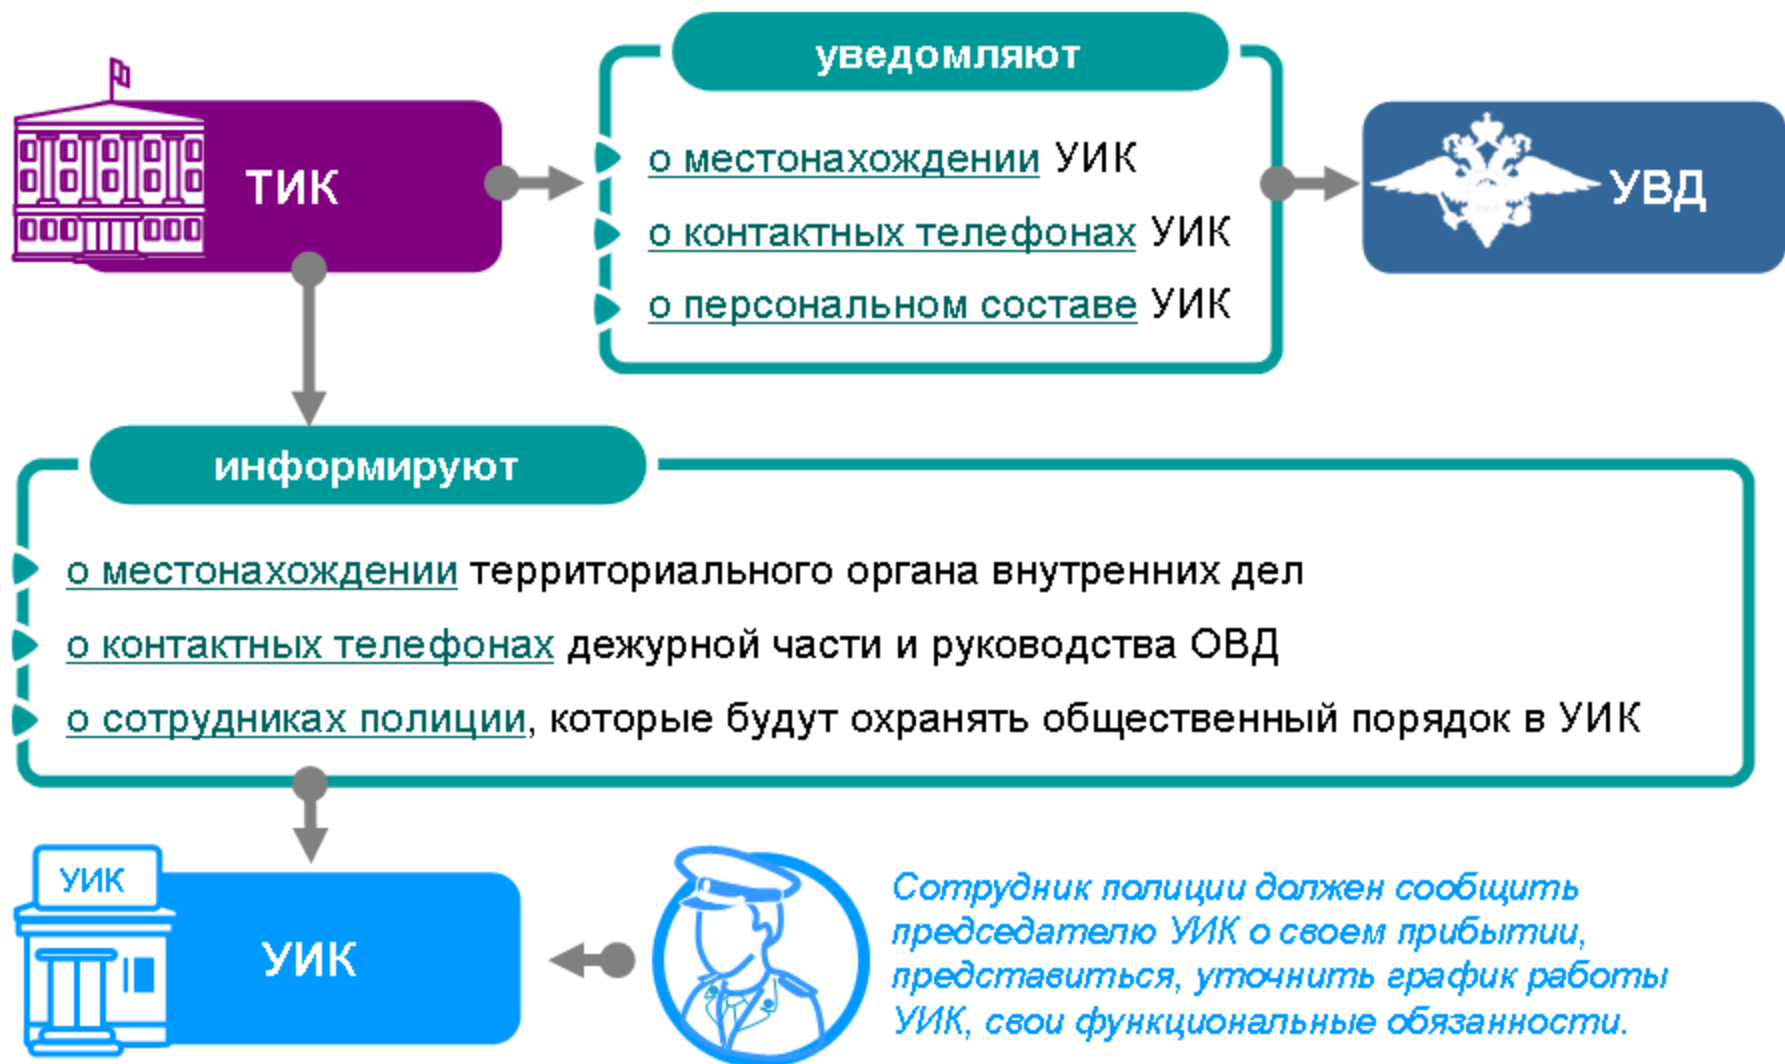 уведомляют
ТИК
о местонахождении УИК
о контактных телефонах УИК
о персональном составе УИК
УВД
информируют
о местонахождении территориального органа внутренних дел
о контактных телефонах дежурной части и руководства ОВД
о сотрудниках полиции, которые будут охранять общественный порядок в УИК
УИК
УИК
Сотрудник полиции должен сообщить
председателю УИК о своем прибытии,
представиться, уточнить график работы
УИК, свои функциональные обязанности.